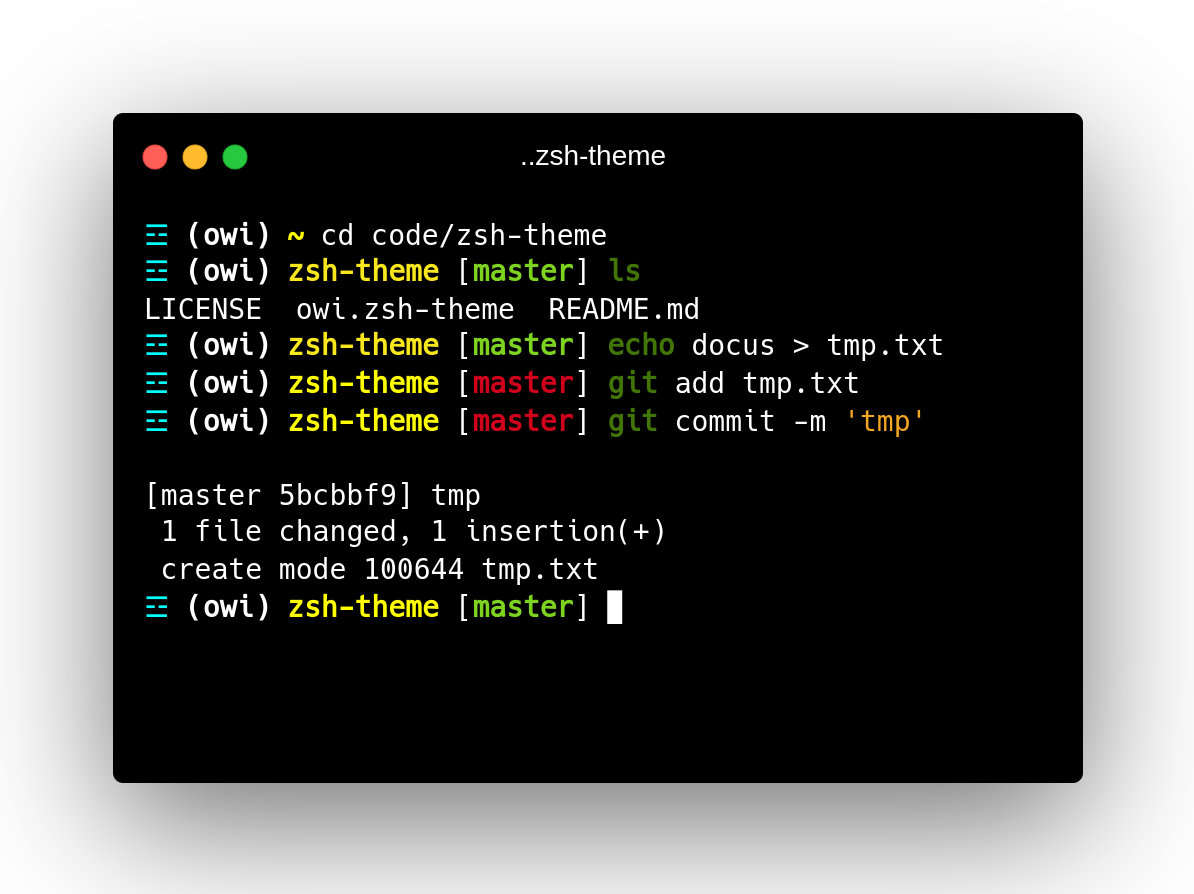 ..zsh-theme
☲ (owi) ~ cd code/zsh-theme
☲ (owi) zsh-theme [master] ls
LICENSE  owi.zsh-theme  README.md
☲ (owi) zsh-theme [master] echo docus > tmp.txt
☲ (owi) zsh-theme [master] git add tmp.txt
☲ (owi) zsh-theme [master] git commit -m 'tmp'
[master 5bcbbf9] tmp
 1 file changed, 1 insertion(+)
 create mode 100644 tmp.txt
☲ (owi) zsh-theme [master]